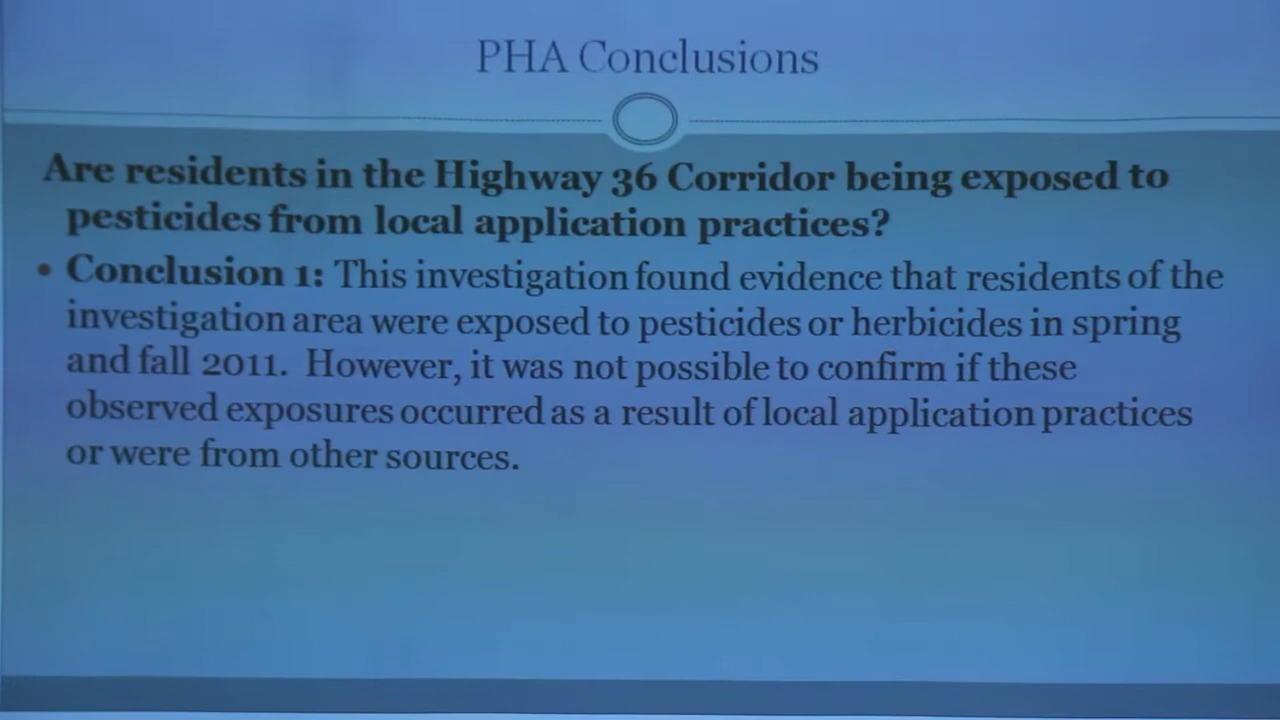 PHA Conclusions
Are residents in the Highway 36 Corridor being exposed to
pesticides from local application practices?
• Conclusion 1: This investigation found evidence that residents of the
investigation area were exposed to pesticides or herbicides in spring
and fall 2011. However, it was not possible to confirm if these
observed exposures occurred as a result of local application practices
or were from other sources.